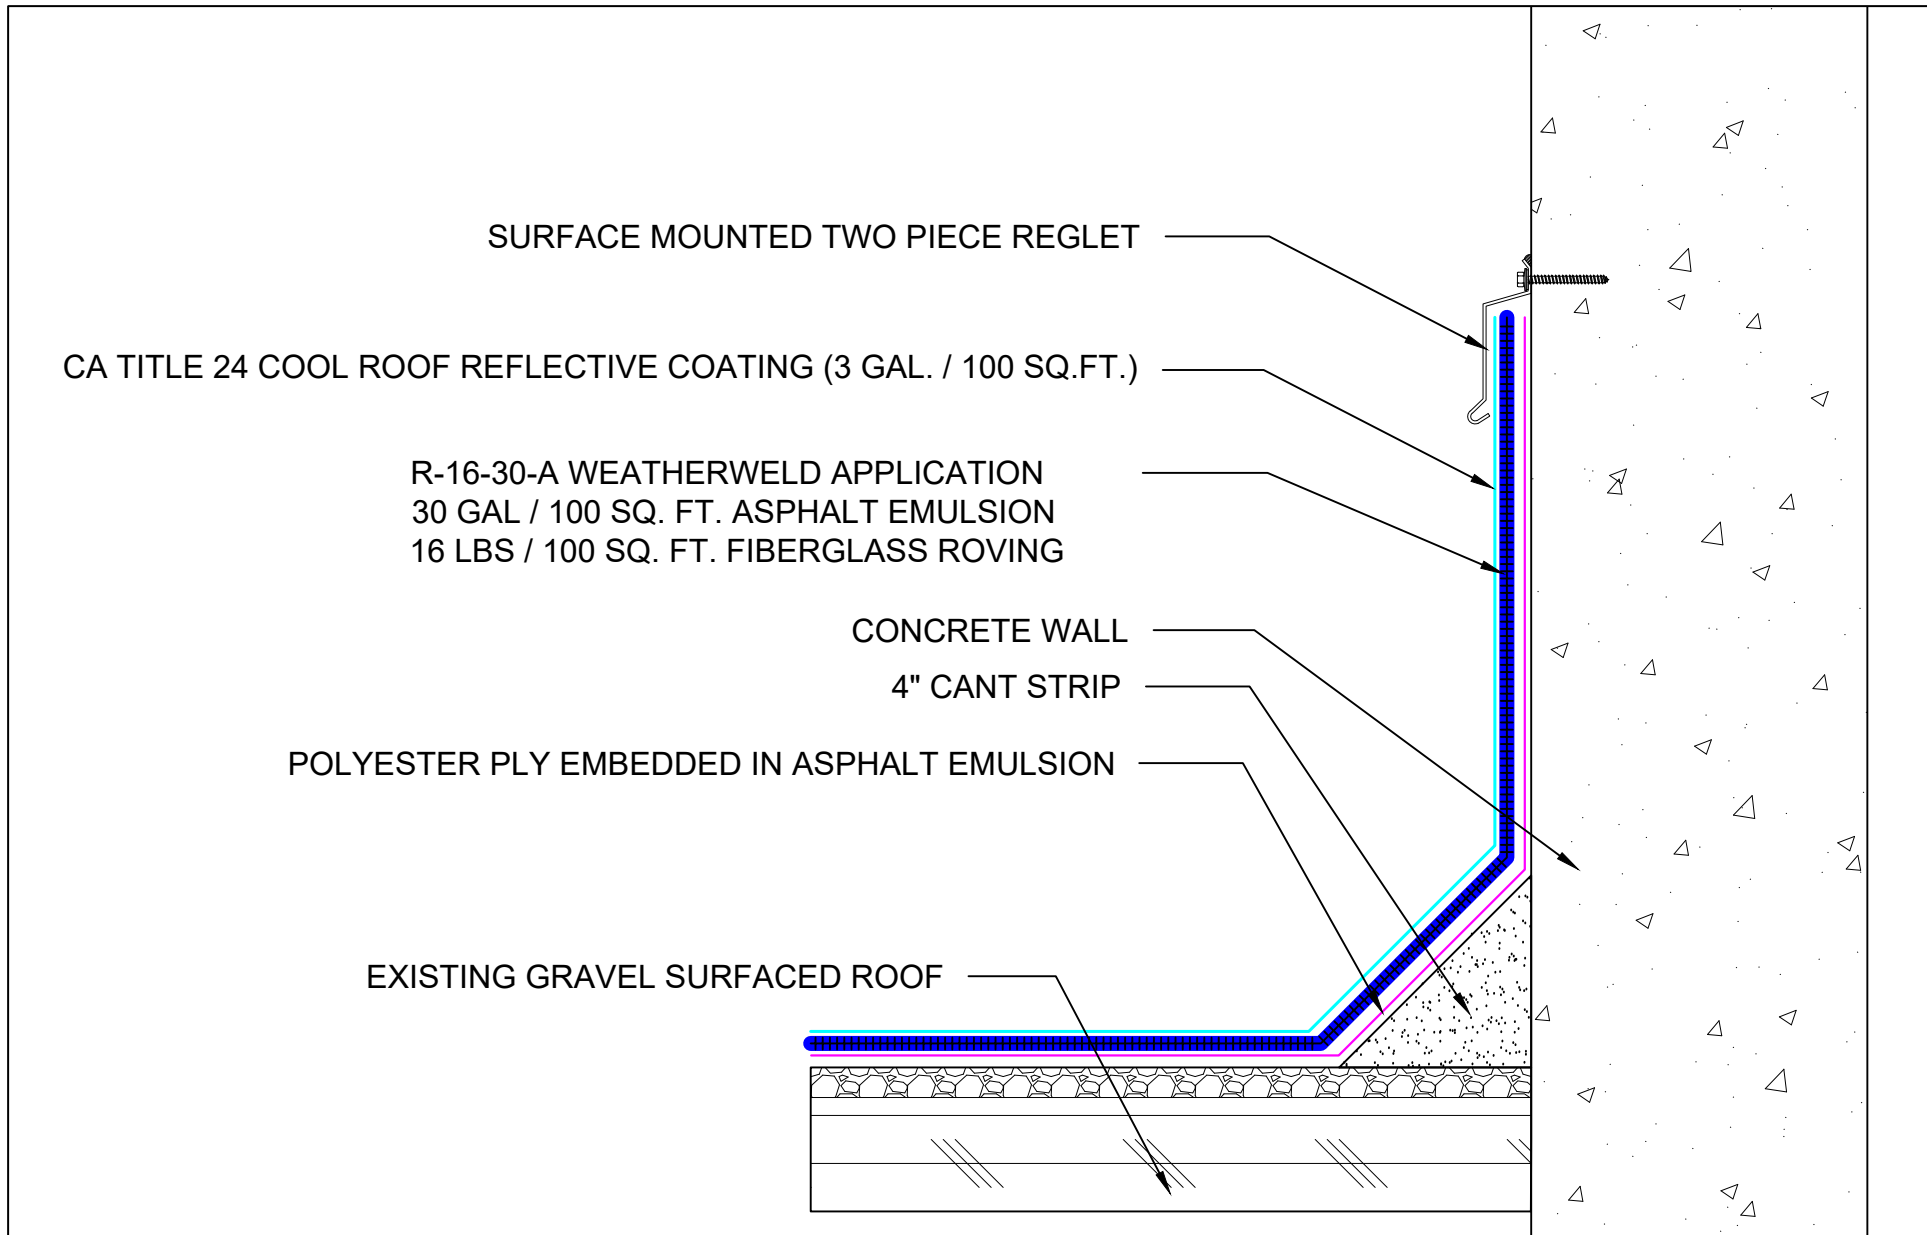 SURFACE MOUNTED TWO PIECE REGLET
CA TITLE 24 COOL ROOF REFLECTIVE COATING (3 GAL. / 100 SQ.FT.)
R-16-30-A WEATHERWELD APPLICATION
30 GAL / 100 SQ. FT. ASPHALT EMULSION
16 LBS / 100 SQ. FT. FIBERGLASS ROVING
CONCRETE WALL
4" CANT STRIP
POLYESTER PLY EMBEDDED IN ASPHALT EMULSION
EXISTING GRAVEL SURFACED ROOF